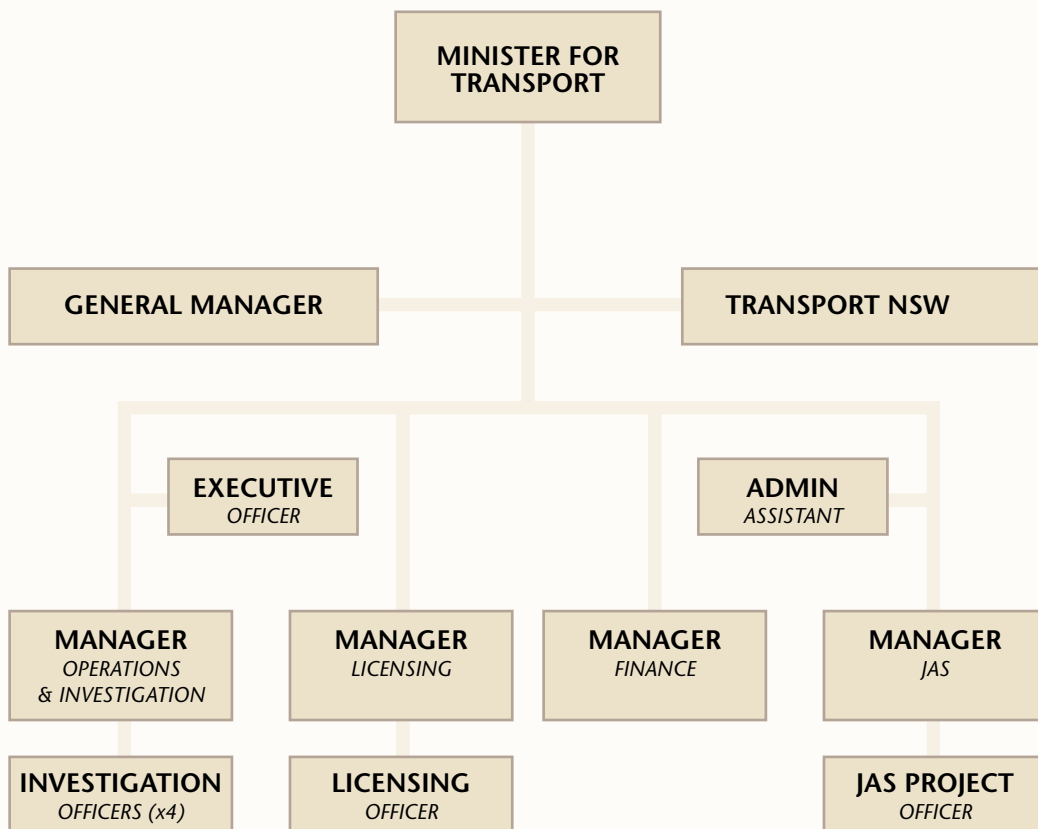 MINISTER FOR
TRANSPORT
GENERAL MANAGER
TRANSPORT NSW
EXECUTIVE
OFFICER
ADMIN
ASSISTANT
MANAGER
OPERATIONS
& INVESTIGATION
MANAGER
LICENSING
MANAGER
FINANCE
MANAGER
JAS
INVESTIGATION
OFFICERS (x4)
LICENSING
OFFICER
JAS PROJECT
OFFICER